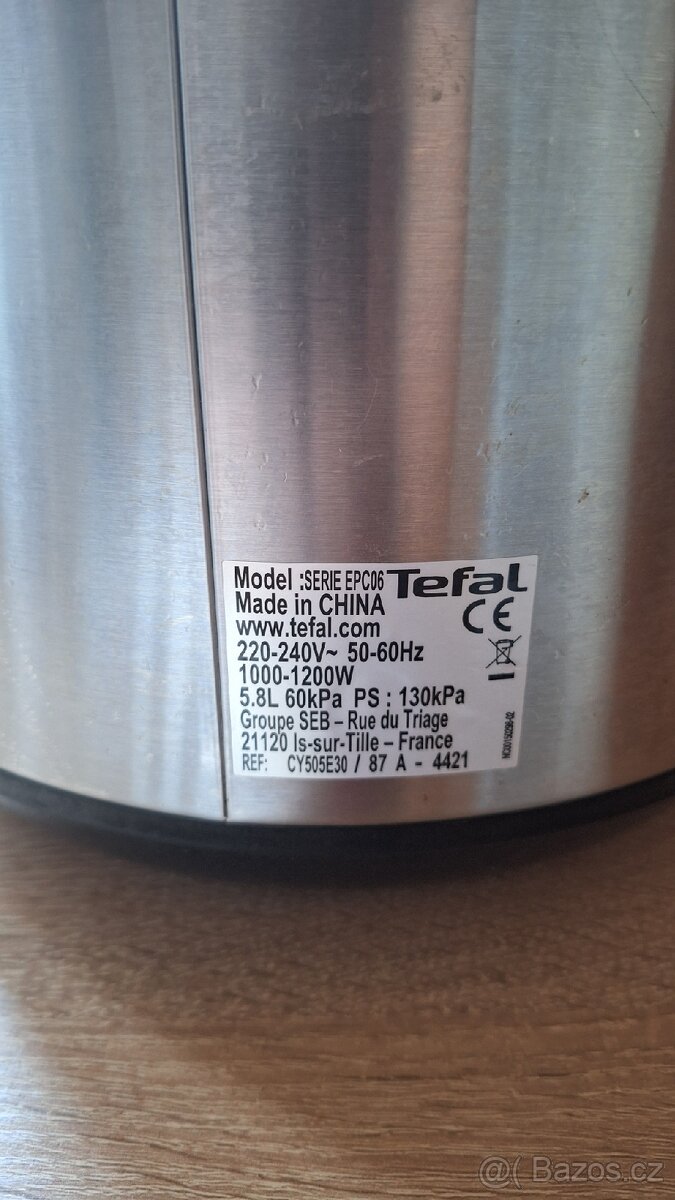 Model :SERIE EPC06 Tefal
Made in CHINA
CE
www.tefal.com
220-240V~ 50-60Hz
1000-1200W
5.8L 60kPa PS : 130kPa
Groupe SEB – Rue du Triage
21120 Is-sur-Tille – France
REF: CY505E30 / 87 A - 4421
@( Bazos.cz